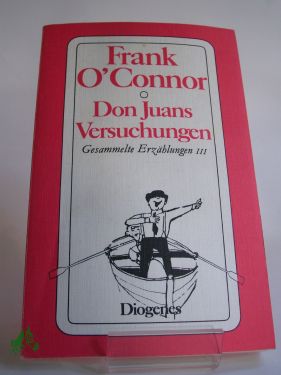 Frank
O'Connor
Don Juans
Versuchungen
Gesammelte Erzählungen III
Diogenes